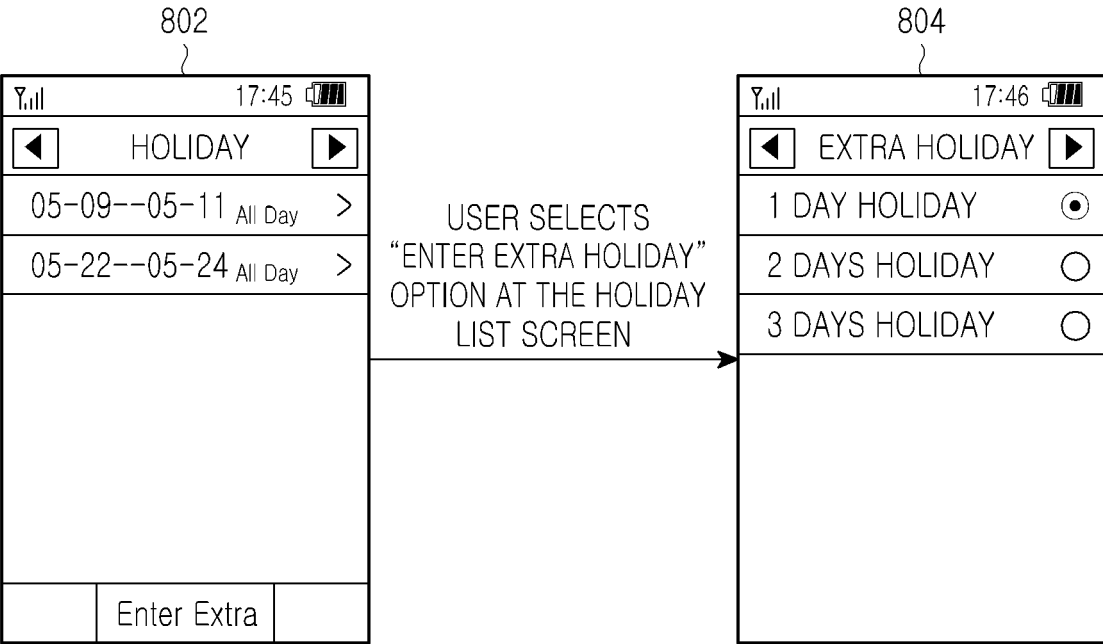 802
17:45
HOLIDAY
05-09--05-11 All Day >
05-22--05-24 All Day >
Enter Extra
USER SELECTS
“ENTER EXTRA HOLIDAY”
OPTION AT THE HOLIDAY
LIST SCREEN
804
17:46
EXTRA HOLIDAY
1 DAY HOLIDAY
2 DAYS HOLIDAY
3 DAYS HOLIDAY